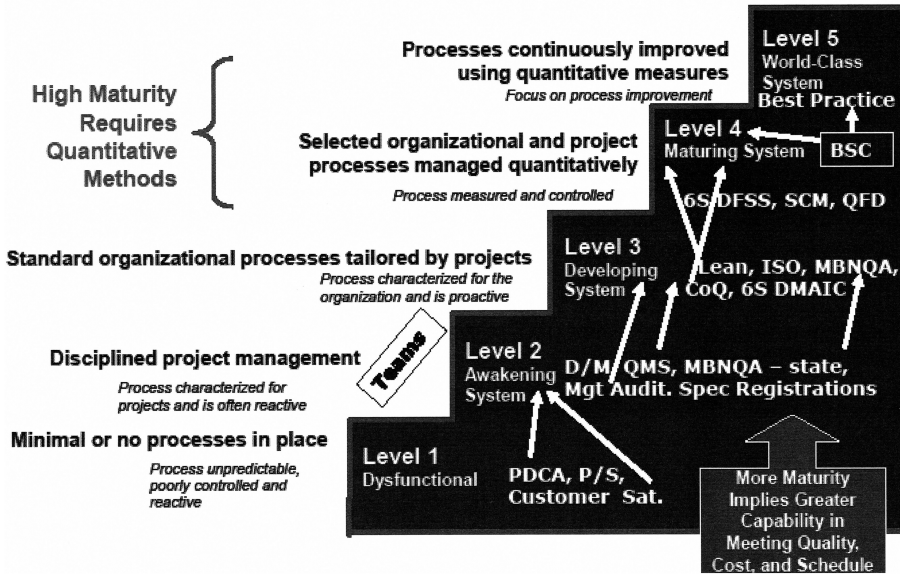 Processes continuously improved
using quantitative measures
Focus on process improvement
Level 5
World-Class
System
Best Practice
High Maturity
Requires
Quantitative
Methods
Selected organizational and project
processes managed quantitatively
Process measured and controlled
Level 4
Maturing System
BSC
6S DFSS, SCM, QFD
Standard organizational processes tailored by projects
Process characterized for the
organization and is proactive
Level 3
Developing
System
Lean, ISO, MBNQA,
CoQ, 6S DMAIC
Teams
Disciplined project management
Process characterized for
projects and is often reactive
Level 2
Awakening
System
D/M, QMS, MBNQA – state,
Mgt Audit. Spec Registrations
Minimal or no processes in place
Process unpredictable,
poorly controlled and
reactive
Level 1
Dysfunctional
PDCA, P/S,
Customer Sat.
More Maturity
Implies Greater
Capability in
Meeting Quality,
Cost, and Schedule